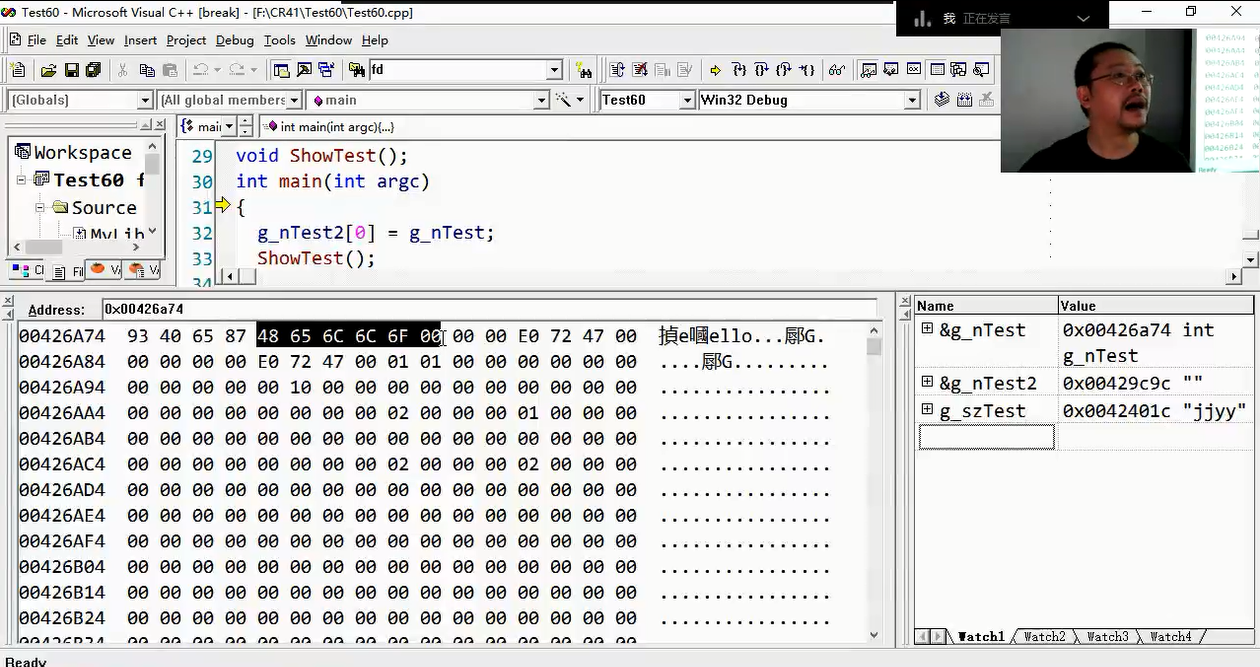 Test60 - Microsoft Visual C++ [break] - [F:\CR41\Test60\Test60.cpp]
我 正在发言
File Edit View Insert Project Debug Tools Window Help
fd
(Globals) [All global members main Test60 Win32 Debug
mai int main(int argc){...}
Workspace
Test60 f
Source
MyLib
29 void ShowTest();
30 int main(int argc)
31 {
32 g_nTest2[0] = g_nTest;
33 ShowTest();
34
Address: 0x00426a74
00426A74 93 40 65 87 48 65 6C 6C 6F 00 00 00 E0 72 47 00 ello... G.
00426A84 00 00 00 00 E0 72 47 00 01 01 00 00 00 00 00 00 .... G.........
00426A94 00 00 00 00 00 10 00 00 00 00 00 00 00 00 00 00 ................
00426AA4 00 00 00 00 00 00 00 00 02 00 00 00 01 00 00 00 ................
00426AB4 00 00 00 00 00 00 00 00 00 00 00 00 00 00 00 00 ................
00426AC4 00 00 00 00 00 00 00 00 02 00 00 00 02 00 00 00 ................
00426AD4 00 00 00 00 00 00 00 00 00 00 00 00 00 00 00 00 ................
00426AE4 00 00 00 00 00 00 00 00 00 00 00 00 00 00 00 00 ................
00426AF4 00 00 00 00 00 00 00 00 00 00 00 00 00 00 00 00 ................
00426B04 00 00 00 00 00 00 00 00 00 00 00 00 00 00 00 00 ................
00426B14 00 00 00 00 00 00 00 00 00 00 00 00 00 00 00 00 ................
00426B24 00 00 00 00 00 00 00 00 00 00 00 00 00 00 00 00 ................
Name Value
&g_nTest 0x00426a74 int
g_nTest
&g_nTest2 0x00429c9c ""
g_szTest 0x0042401c "jjyy"
Watch1 Watch2 Watch3 Watch4
Ready